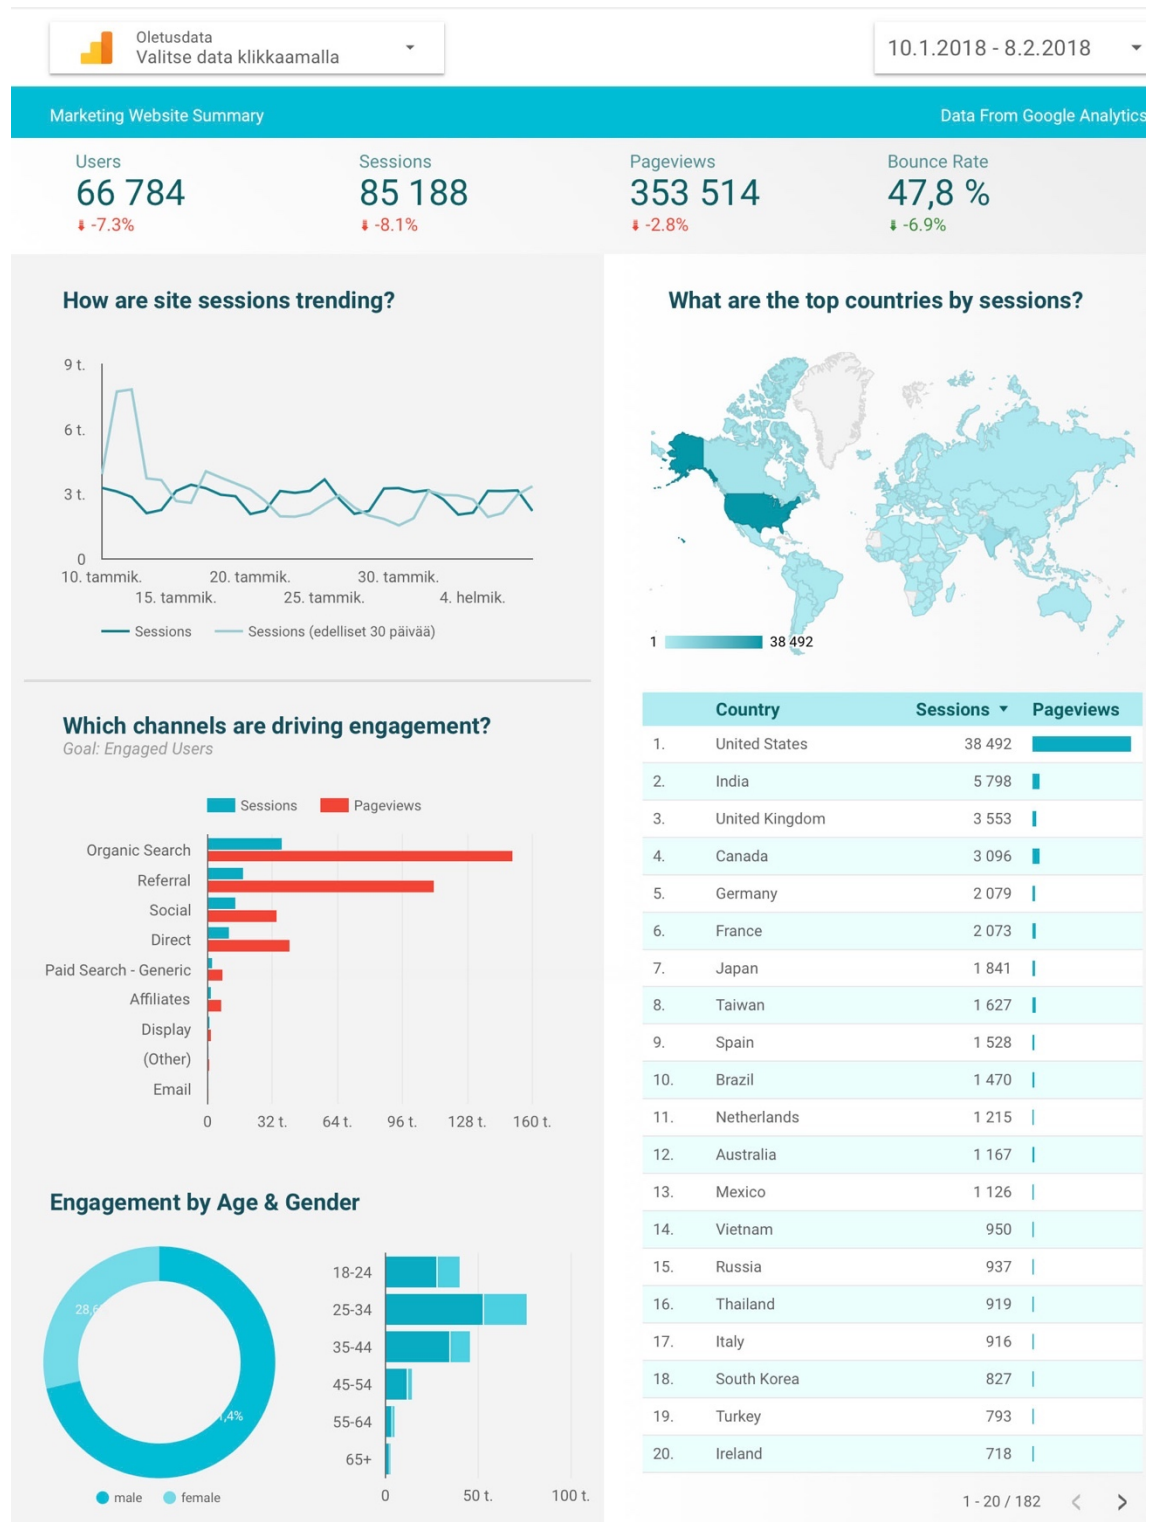 Oletusdata
Valitse data klikkaamalla
10.1.2018 - 8.2.2018
Marketing Website Summary
Data From Google Analytics
Users
66 784
-7.3%
Sessions
85 188
-8.1%
Pageviews
353 514
-2.8%
Bounce Rate
47,8 %
-6.9%
How are site sessions trending?
9 t.
6 t.
3 t.
0
10. tammik.
20. tammik.
30. tammik.
15. tammik.
25. tammik.
4. helmik.
Sessions
Sessions (edelliset 30 päivää)
Which channels are driving engagement?
Goal: Engaged Users
Sessions
Pageviews
Organic Search
Referral
Social
Direct
Paid Search - Generic
Affiliates
Display
(Other)
Email
0 32 t. 64 t. 96 t. 128 t. 160 t.
Engagement by Age & Gender
28,6
1,4%
male
female
18-24
25-34
35-44
45-54
55-64
65+
0 50 t. 100 t.
What are the top countries by sessions?
1
38 492
Country Sessions Pageviews
1. United States 38 492
2. India 5 798
3. United Kingdom 3 553
4. Canada 3 096
5. Germany 2 079
6. France 2 073
7. Japan 1 841
8. Taiwan 1 627
9. Spain 1 528
10. Brazil 1 470
11. Netherlands 1 215
12. Australia 1 167
13. Mexico 1 126
14. Vietnam 950
15. Russia 937
16. Thailand 919
17. Italy 916
18. South Korea 827
19. Turkey 793
20. Ireland 718
1 - 20 / 182